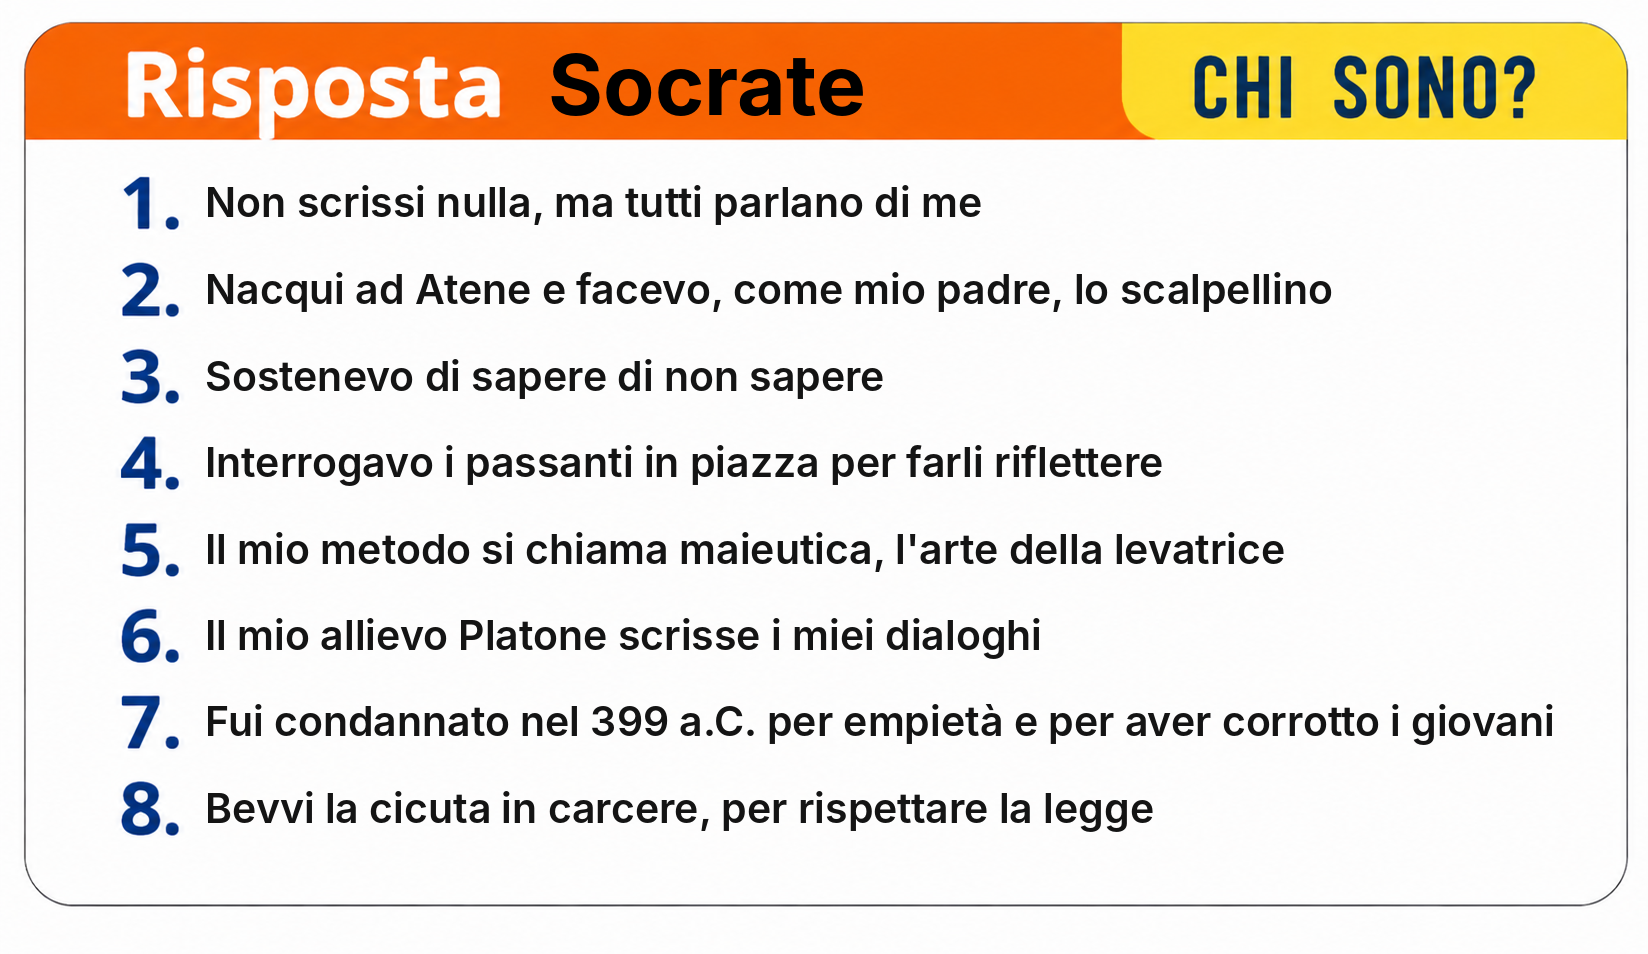 Risposta Socrate CHI SONO?
1. Non scrissi nulla, ma tutti parlano di me
2. Nacqui ad Atene e facevo, come mio padre, lo scalpellino
3. Sostenevo di sapere di non sapere
4. Interrogavo i passanti in piazza per farli riflettere
5. Il mio metodo si chiama maieutica, l'arte della levatrice
6. Il mio allievo Platone scrisse i miei dialoghi
7. Fui condannato nel 399 a.C. per empietà e per aver corrotto i giovani
8. Bevvi la cicuta in carcere, per rispettare la legge